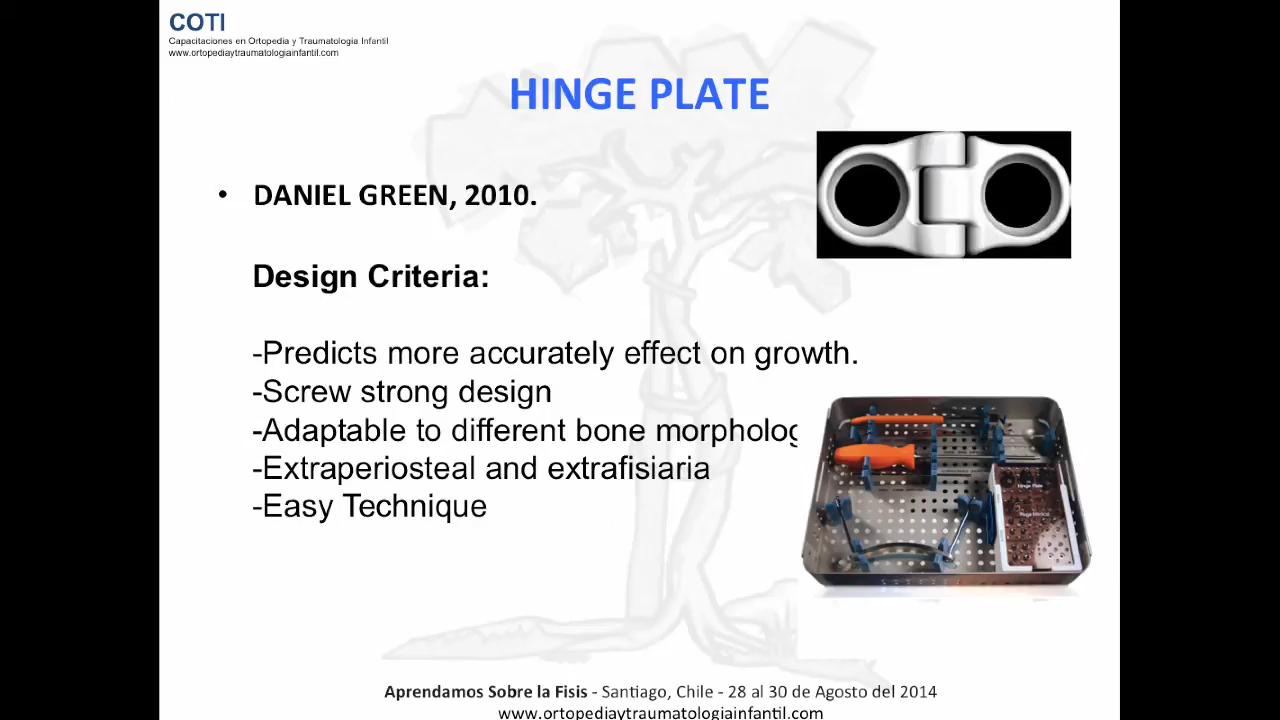 COTI
Capacitaciones en Ortopedia y Traumatologia Infantil
www.ortopediaytraumatologiainfantil.com
HINGE PLATE
• DANIEL GREEN, 2010.
Design Criteria:
-Predicts more accurately effect on growth.
-Screw strong design
-Adaptable to different bone morpholog
-Extraperiosteal and extrafisiaria
-Easy Technique
Hinge Plate
Aprendamos Sobre la Fisis - Santiago, Chile - 28 al 30 de Agosto del 2014
www.ortopediaytraumatologiainfantil.com